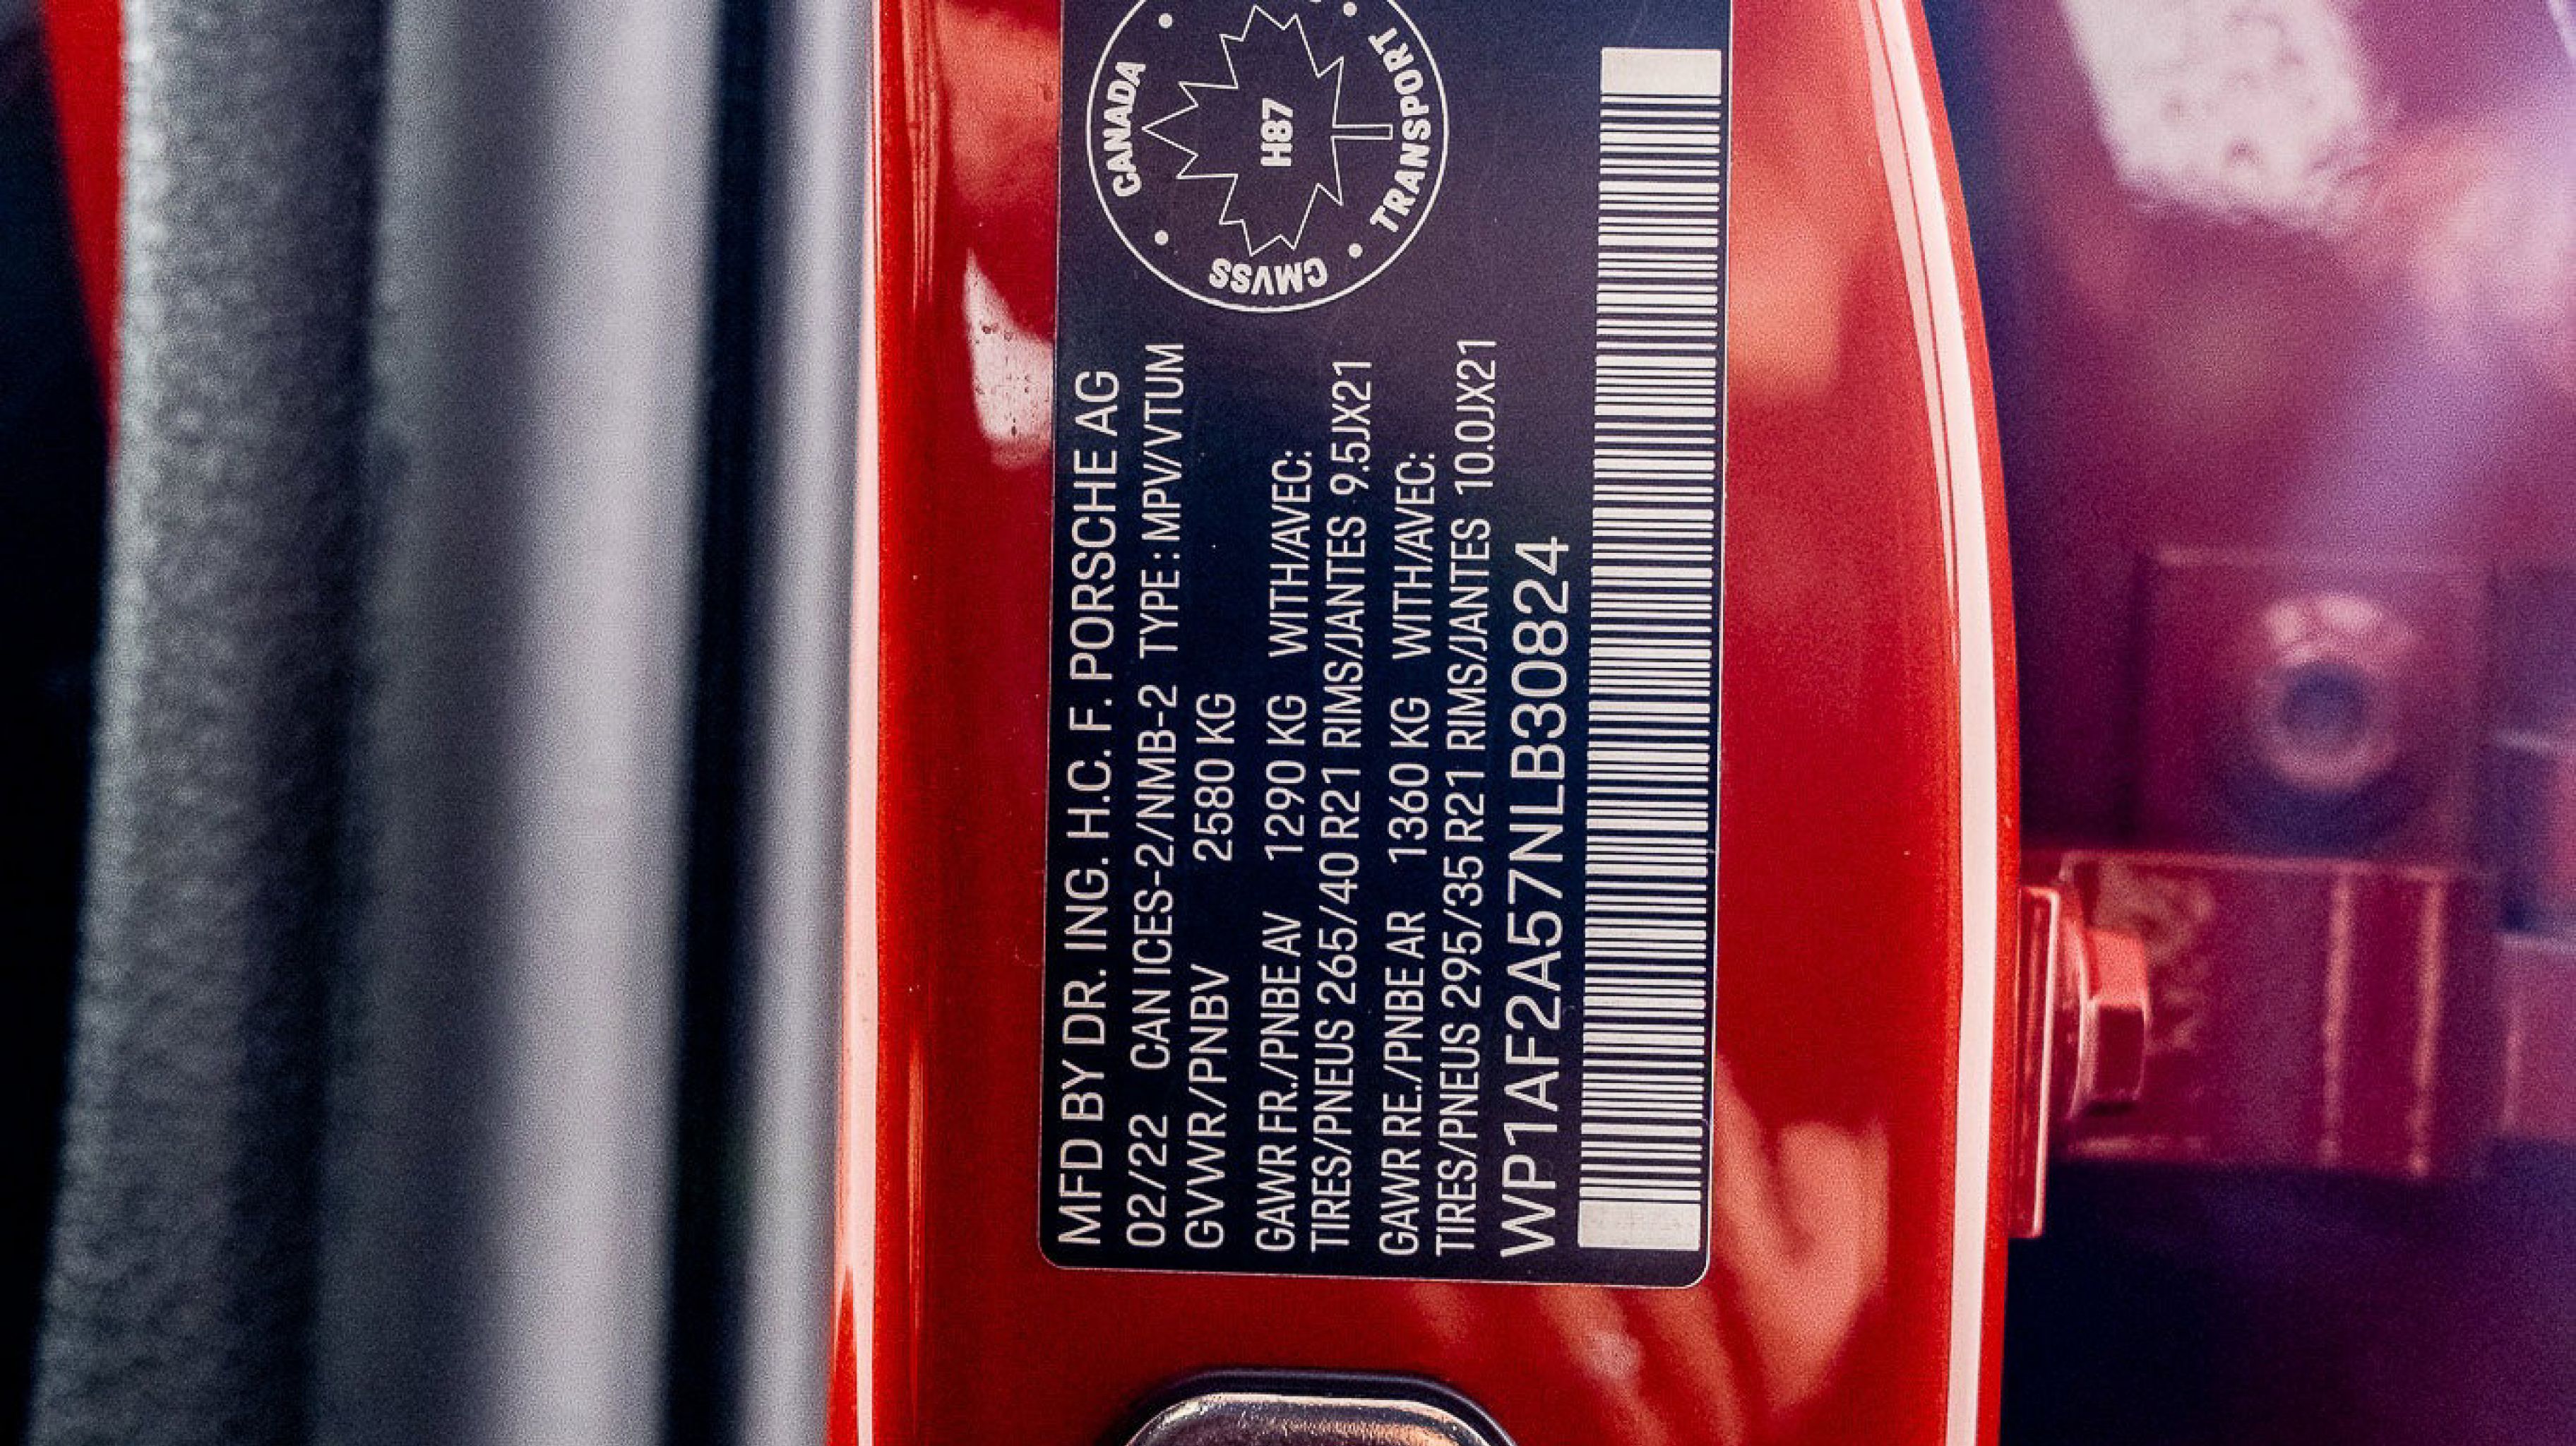 MFD BY DR. ING. H.C. F. PORSCHE AG
02/22 CAN ICES-2/NMB-2 TYPE : MPV/VTUM
GVWR/PNBV 2580 KG
GAWR FR./PNBE AV 1290 KG WITH/AVEC:
TIRES/PNEUS 265/40 R21 RIMS/JANTES 9.5JX21
GAWR RE./PNBE AR 1360 KG WITH/AVEC:
TIRES/PNEUS 295/35 R21 RIMS/JANTES 10.0JX21
WP1AF2A57NLB30824
CANADA
TRANSPORT
CMVSS
H87